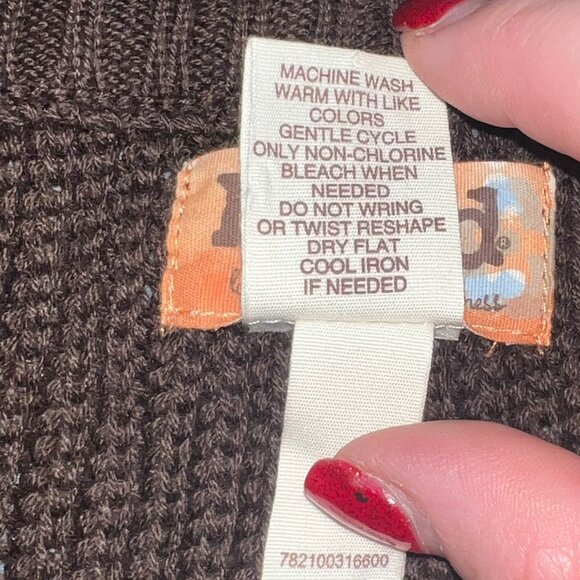 MACHINE WASH
WARM WITH LIKE
COLORS
GENTLE CYCLE
ONLY NON-CHLORINE
BLEACH WHEN
NEEDED
DO NOT WRING
OR TWIST RESHAPE
DRY FLAT
COOL IRON
IF NEEDED
782100316600